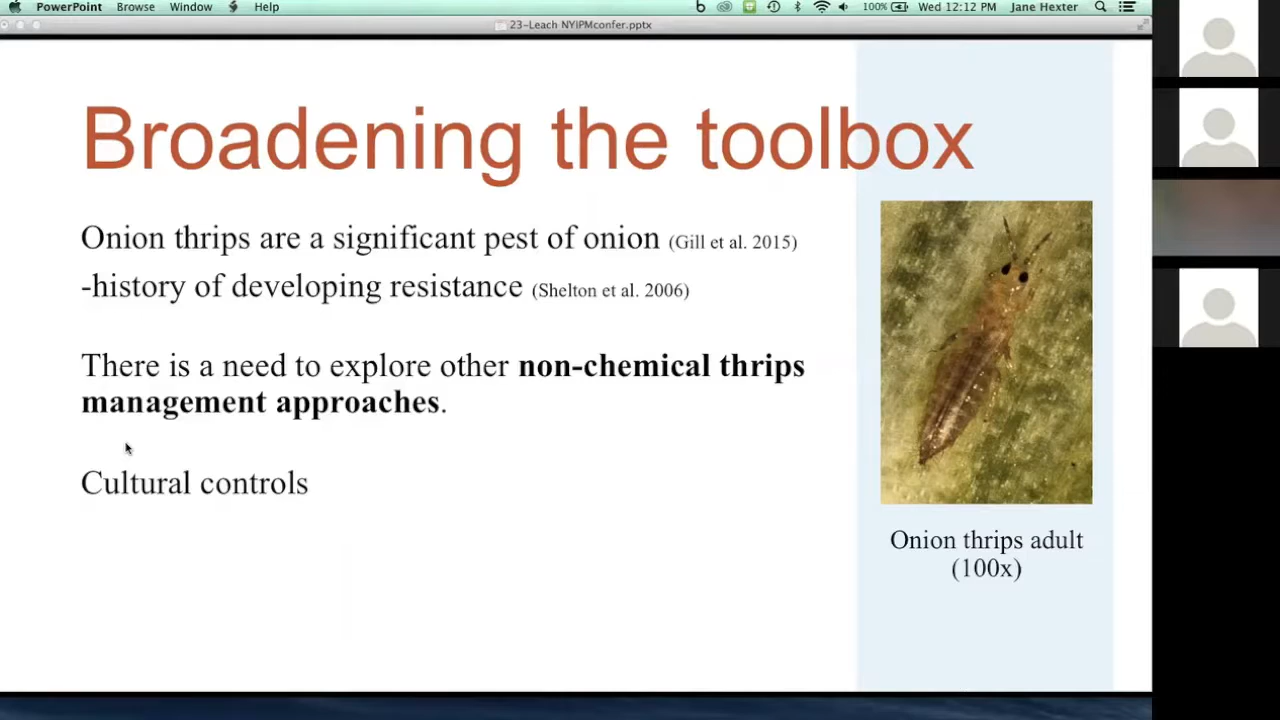 PowerPoint Browse Window Help 100% Wed 12:12 PM Jane Hexter
23-Leach NYIPMconfer.pptx
Broadening the toolbox
Onion thrips are a significant pest of onion (Gill et al. 2015)
-history of developing resistance (Shelton et al. 2006)
There is a need to explore other non-chemical thrips
management approaches.
Cultural controls
Onion thrips adult
(100x)